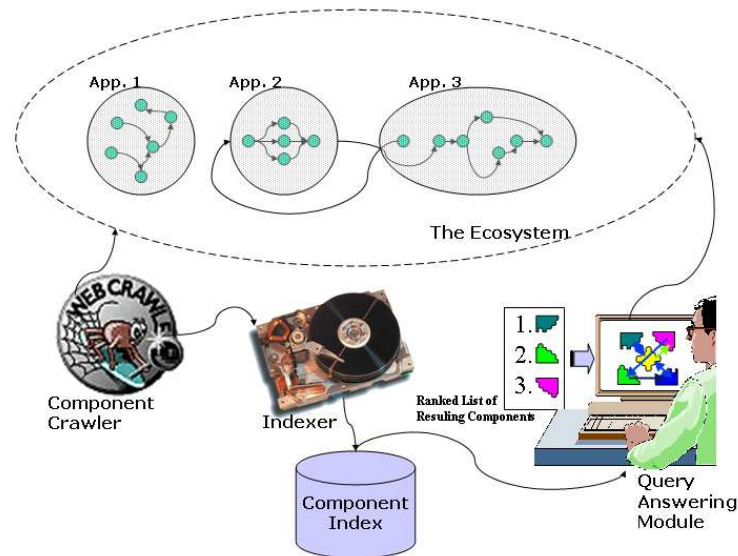 App. 1
App. 2
App. 3
The Ecosystem
WEB CRAWLE
Component
Crawler
Indexer
Ranked List of
Resuling Components
1.
2.
3.
Component
Index
Query
Answering
Module